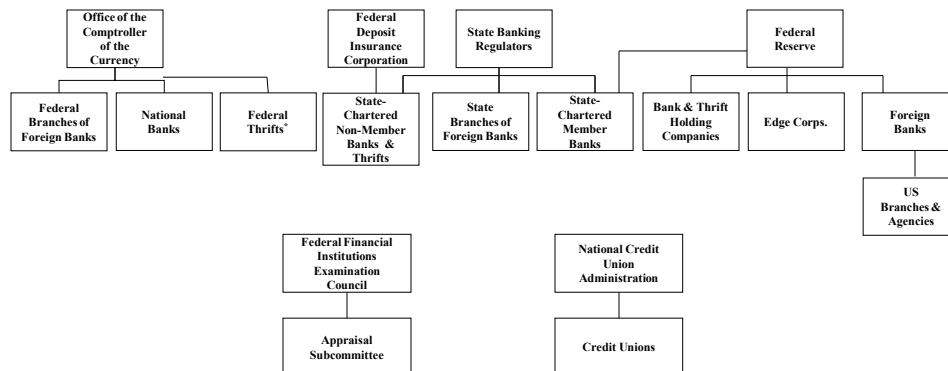 Office of the
Comptroller
of the
Currency
Federal
Deposit
Insurance
Corporation
State Banking
Regulators
Federal
Reserve
Federal
Branches of
Foreign Banks
National
Banks
Federal
Thrifts*
State-
Chartered
Non-Member
Banks &
Thrifts
State
Branches of
Foreign Banks
State-
Chartered
Member
Banks
Bank & Thrift
Holding
Companies
Edge Corps.
Foreign
Banks
US
Branches &
Agencies
Federal Financial
Institutions
Examination
Council
National Credit
Union
Administration
Appraisal
Subcommittee
Credit Unions